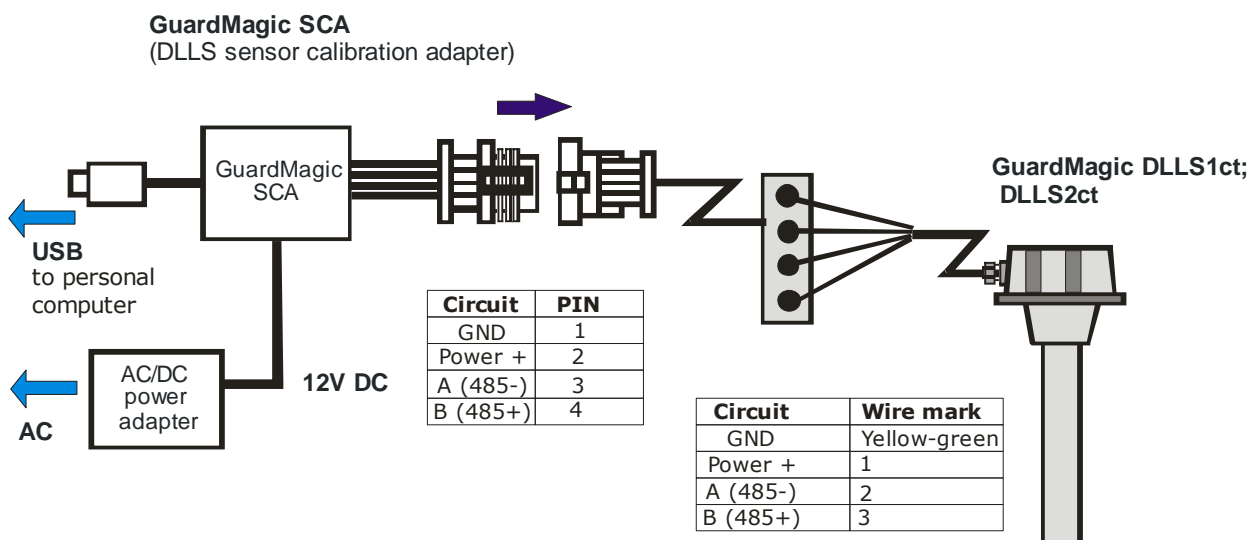 GuardMagic SCA
(DLLS sensor calibration adapter)
GuardMagic
SCA
USB
to personal
computer
AC/DC
power
adapter
AC
12V DC
Circuit PIN
GND 1
Power + 2
A (485-) 3
B (485+) 4
GuardMagic DLLS1ct;
DLLS2ct
Circuit Wire mark
GND Yellow-green
Power + 1
A (485-) 2
B (485+) 3